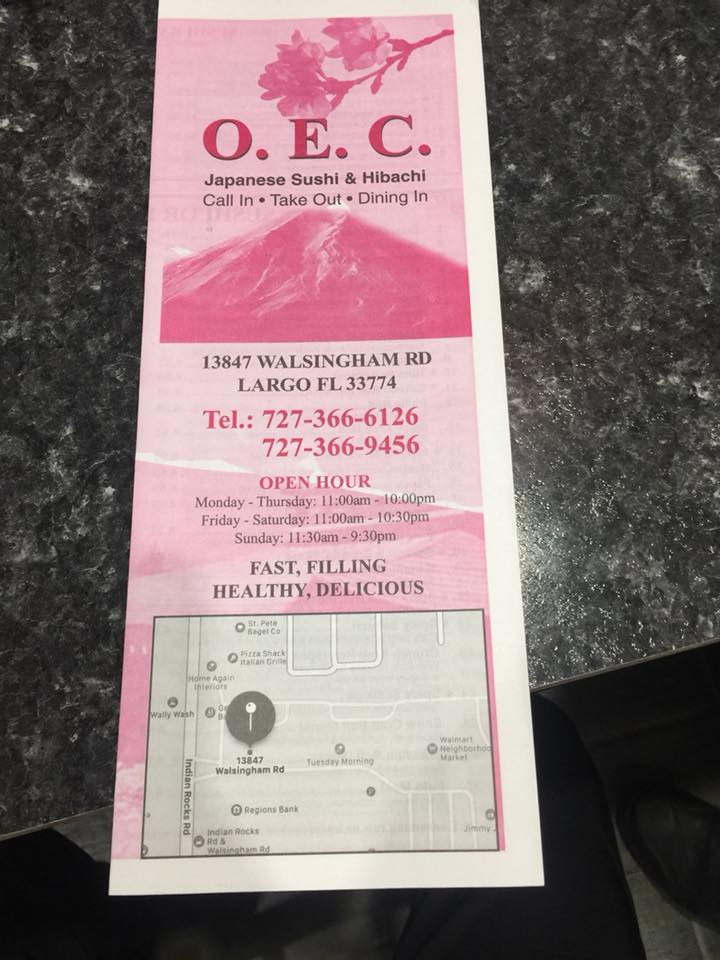 O. E. C.
Japanese Sushi & Hibachi
Call In • Take Out • Dining In
13847 WALSINGHAM RD
LARGO FL 33774
Tel.: 727-366-6126
727-366-9456
OPEN HOUR
Monday - Thursday: 11:00am - 10:00pm
Friday - Saturday: 11:00am - 10:30pm
Sunday: 11:30am - 9:30pm
FAST, FILLING
HEALTHY, DELICIOUS
St. Pete
Bagel Co
Pizza Shack
Italian Grille
Home Again
Interiors
Wally Wash
13847
Walsingham Rd
Tuesday Morning
Walmart
Neighborhoo
Market
Indian Rocks Rd
Regions Bank
Indian Rocks
Rd &
Walsingham Rd
Jimmy